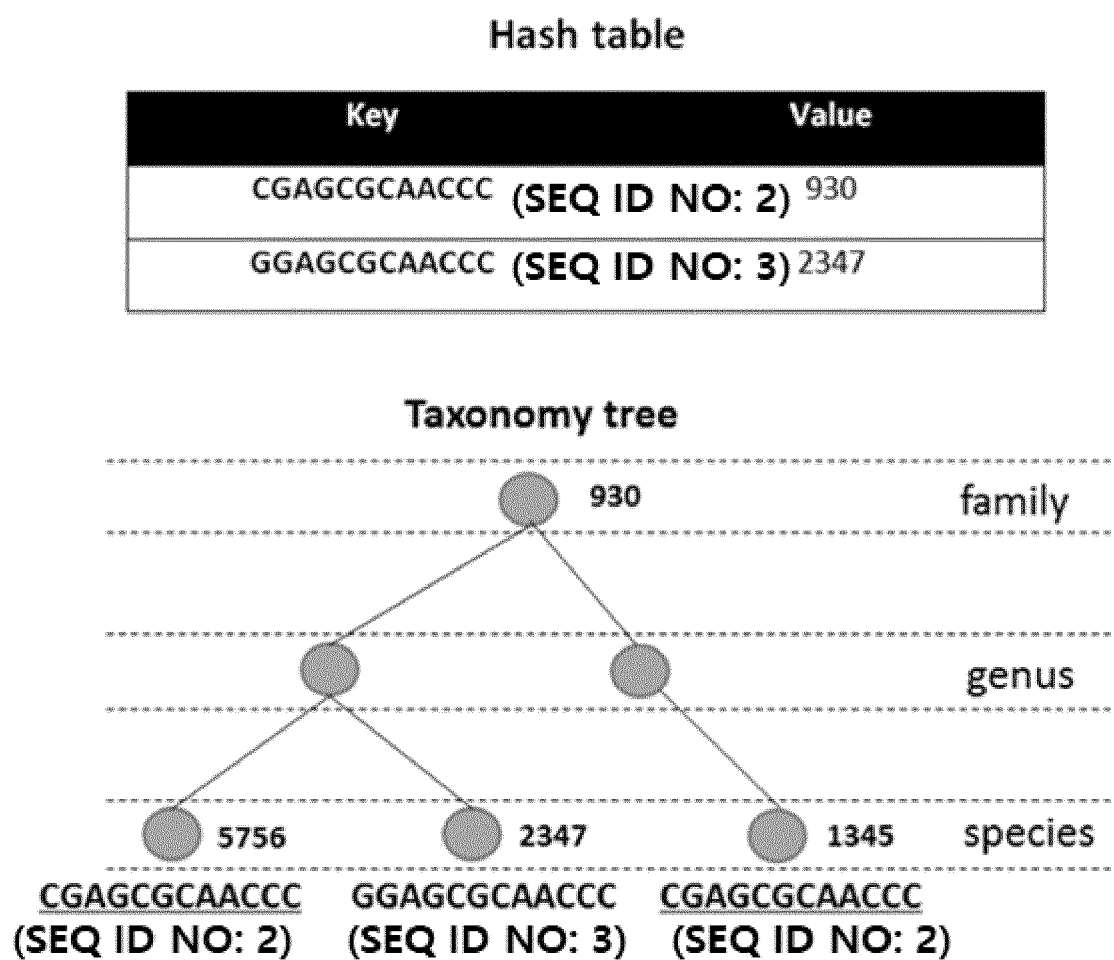 Hash table
Key Value
CGAGCGCAACCC (SEQ ID NO: 2) 930
GGAGCGCAACCC (SEQ ID NO: 3) 2347
Taxonomy tree
930 family
genus
5756 2347 1345 species
CGAGCGCAACCC GGAGCGCAACCC CGAGCGCAACCC
(SEQ ID NO: 2) (SEQ ID NO: 3) (SEQ ID NO: 2)